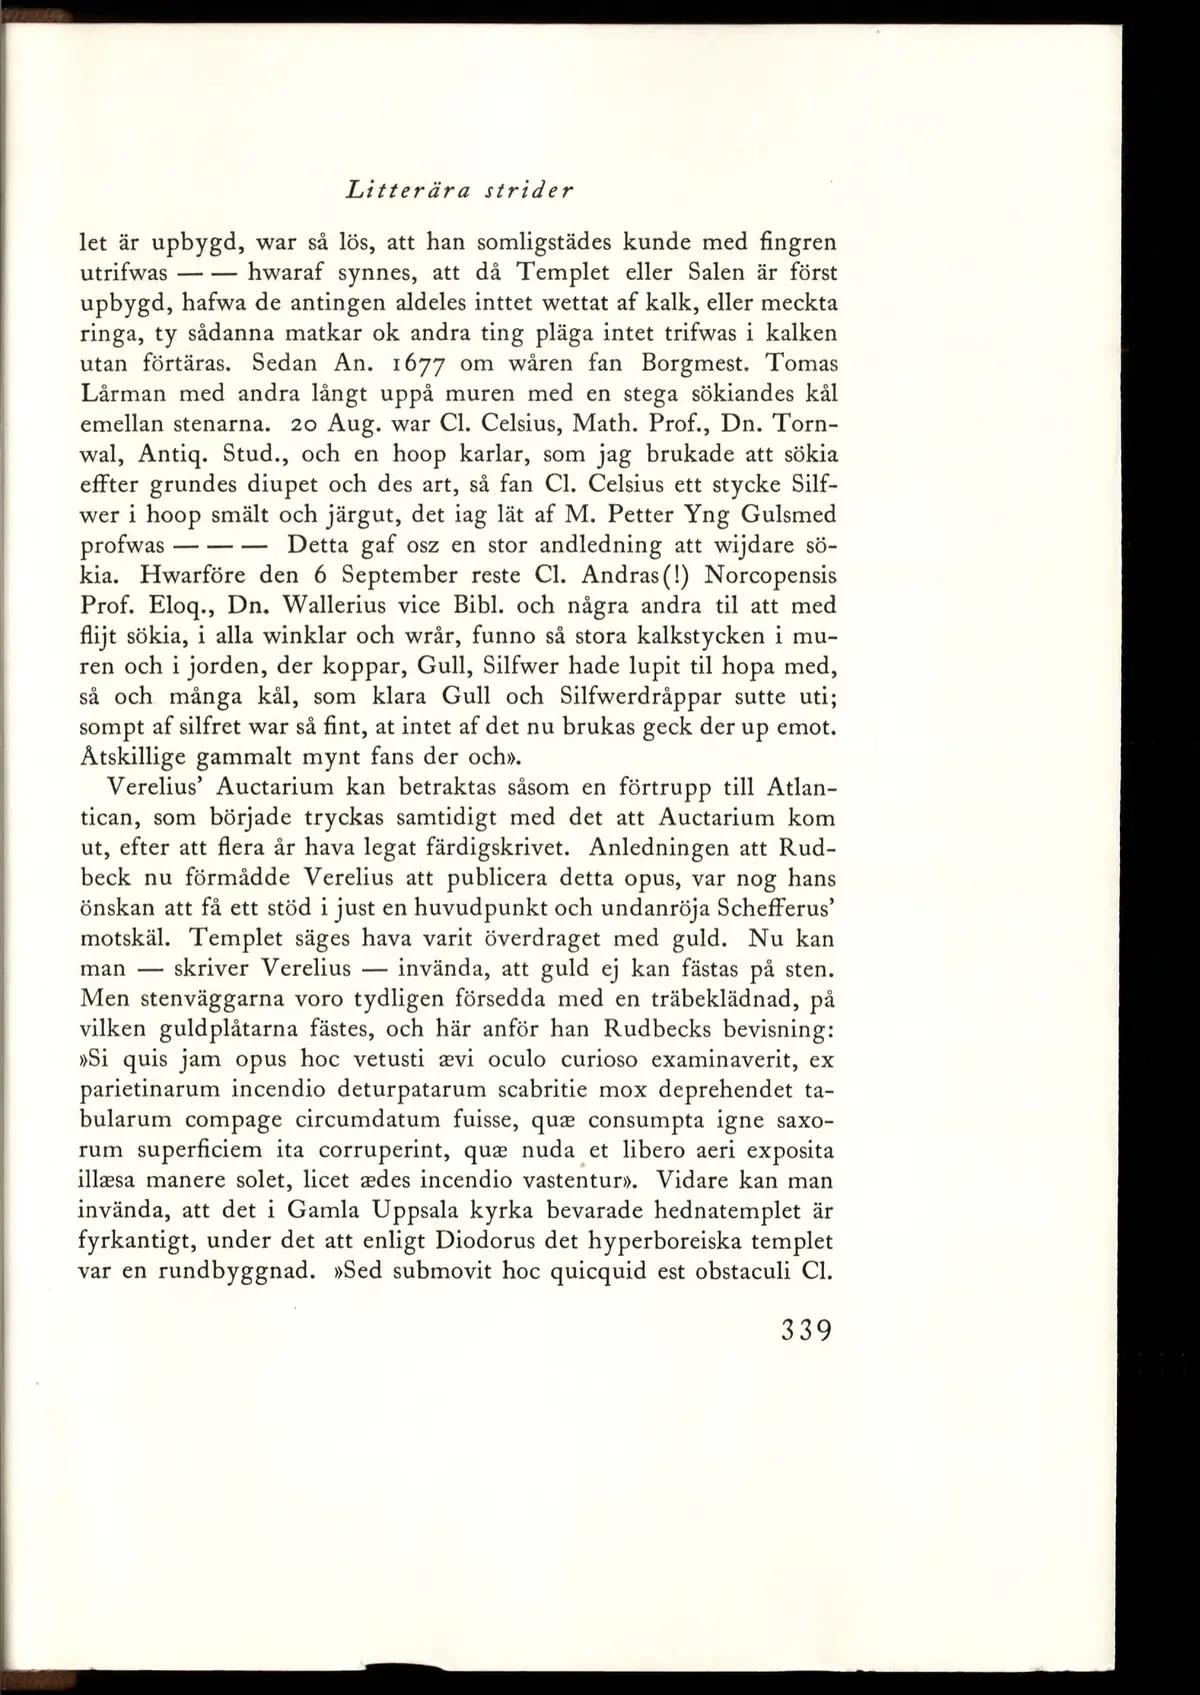 Litterära strider
let är upbygd, war så lös, att han somligstädes kunde med fingren
utrifwas — — hwaraf synnes, att då Templet eller Salen är först
upbygd, hafwa de antingen aldeles inttet wettat af kalk, eller meckta
ringa, ty sådanna matkar ok andra ting pläga intet trifwas i kalken
utan förtäras. Sedan An. 1677 om wåren fan Borgmest. Tomas
Lårman med andra långt uppå muren med en stega sökiandes kål
emellan stenarna. 20 Aug. war Cl. Celsius, Math. Prof., Dn. Torn-
wal, Antiq. Stud., och en hoop karlar, som jag brukade att sökia
effter grundes diupet och des art, så fan Cl. Celsius ett stycke Silf-
wer i hoop smält och järgut, det iag lät af M. Petter Yng Gulsmed
profwas — — — Detta gaf osz en stor andledning att wijdare sö-
kia. Hwarföre den 6 September reste Cl. Andras(!) Norcopensis
Prof. Eloq., Dn. Wallerius vice Bibl. och några andra til att med
flijt sökia, i alla winklar och wrår, funno så stora kalkstycken i mu-
ren och i jorden, der koppar, Gull, Silfwer hade lupit til hopa med,
så och många kål, som klara Gull och Silfwerdråppar sutte uti;
sompt af silfret war så fint, at intet af det nu brukas geck der up emot.
Åtskillige gammalt mynt fans der och».
Verelius’ Auctarium kan betraktas såsom en förtrupp till Atlan-
tican, som började tryckas samtidigt med det att Auctarium kom
ut, efter att flera år hava legat färdigskrivet. Anledningen att Rud-
beck nu förmådde Verelius att publicera detta opus, var nog hans
önskan att få ett stöd i just en huvudpunkt och undanröja Schefferus’
motskäl. Templet säges hava varit överdraget med guld. Nu kan
man — skriver Verelius — invända, att guld ej kan fästas på sten.
Men stenväggarna voro tydligen försedda med en träbeklädnad, på
vilken guldplåtarna fästes, och här anför han Rudbecks bevisning:
»Si quis jam opus hoc vetusti ævi oculo curioso examinaverit, ex
parietinarum incendio deturpatarum scabritie mox deprehendet ta-
bularum compage circumdatum fuisse, quæ consumpta igne saxo-
rum superficiem ita corruperint, quæ nuda et libero aeri exposita
illæsa manere solet, licet ædes incendio vastentur». Vidare kan man
invända, att det i Gamla Uppsala kyrka bevarade hednatemplet är
fyrkantigt, under det att enligt Diodorus det hyperboreiska templet
var en rundbyggnad. »Sed submovit hoc quicquid est obstaculi Cl.
339